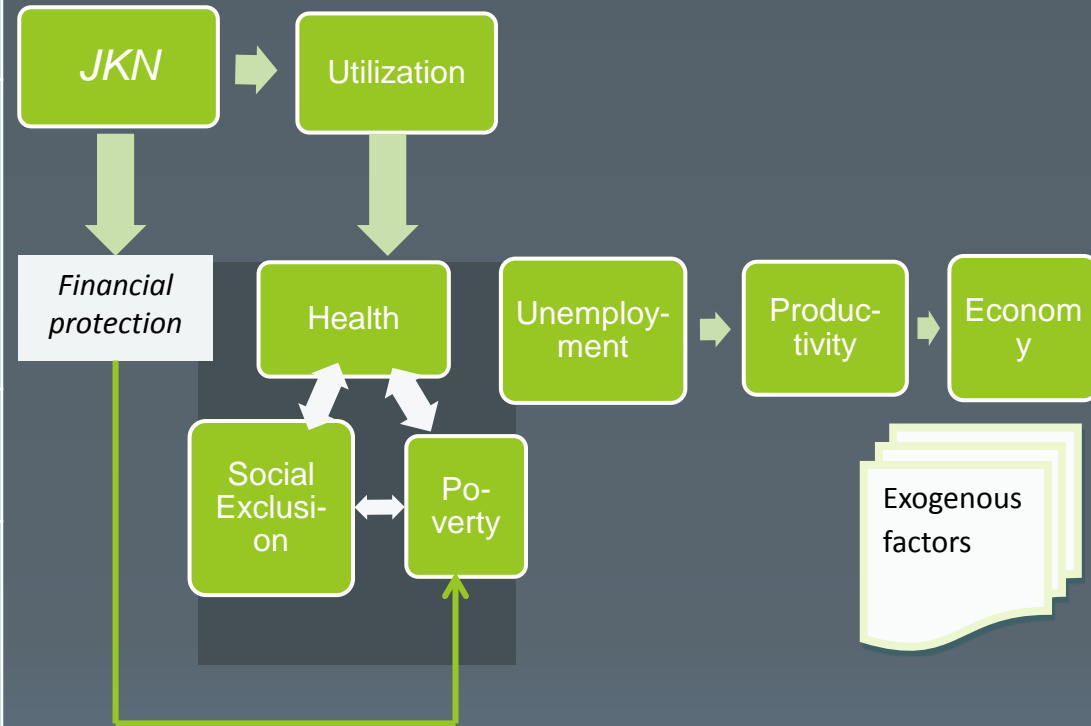 JKN
Utilization
Financial
protection
Health
Unemploy-
ment
Produc-
tivity
Econom
y
Social
Exclusi-
on
Po-
verty
Exogenous
factors